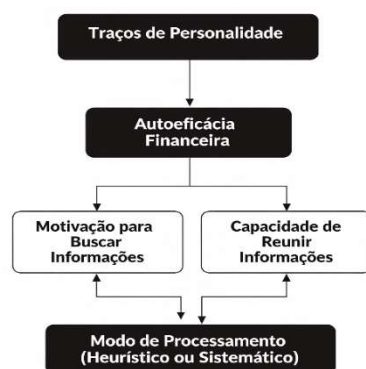 Traços de Personalidade
Autoeficácia
Financeira
Motivação para
Buscar
Informações
Capacidade de
Reunir
Informações
Modo de Processamento
(Heurístico ou Sistemático)